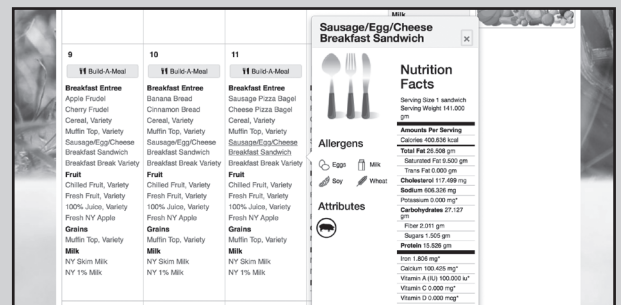 Milk
9
Build-A-Meal
Breakfast Entree
Apple Frudel
Cherry Frudel
Cereal, Variety
Muffin Top, Variety
Sausage/Egg/Cheese
Breakfast Sandwich
Breakfast Break Variety
Fruit
Chilled Fruit, Variety
Fresh Fruit, Variety
100% Juice, Variety
Fresh NY Apple
Grains
Muffin Top, Variety
Milk
NY Skim Milk
NY 1% Milk
10
Build-A-Meal
Breakfast Entree
Banana Bread
Cinnamon Bread
Cereal, Variety
Muffin Top, Variety
Sausage/Egg/Cheese
Breakfast Sandwich
Breakfast Break Variety
Fruit
Chilled Fruit, Variety
Fresh Fruit, Variety
100% Juice, Variety
Fresh NY Apple
Grains
Muffin Top, Variety
Milk
NY Skim Milk
NY 1% Milk
11
Build-A-Meal
Breakfast Entree
Sausage Pizza Bagel
Cheese Pizza Bagel
Cereal, Variety
Muffin Top, Variety
Sausage/Egg/Cheese
Breakfast Sandwich
Breakfast Break Variety
Fruit
Chilled Fruit, Variety
Fresh Fruit, Variety
100% Juice, Variety
Fresh NY Apple
Grains
Muffin Top, Variety
Milk
NY Skim Milk
NY 1% Milk
Sausage/Egg/Cheese
Breakfast Sandwich
Allergens
Eggs Milk
Soy Wheat
Attributes
Nutrition
Facts
Serving Size 1 sandwich
Serving Weight 141.000
gm
Amounts Per Serving
Calories 400.836 kcal
Total Fat 25.508 gm
Saturated Fat 9.500 gm
Trans Fat 0.000 gm
Cholesterol 117.499 mg
Sodium 606.326 mg
Potassium 0.000 mg*
Carbohydrates 27.127
gm
Fiber 2.011 gm
Sugars 1.505 gm
Protein 15.526 gm
Iron 1.806 mg*
Calcium 100.425 mg*
Vitamin A (IU) 100.000 iu*
Vitamin C 0.000 mg*
Vitamin D 0.000 mcg*